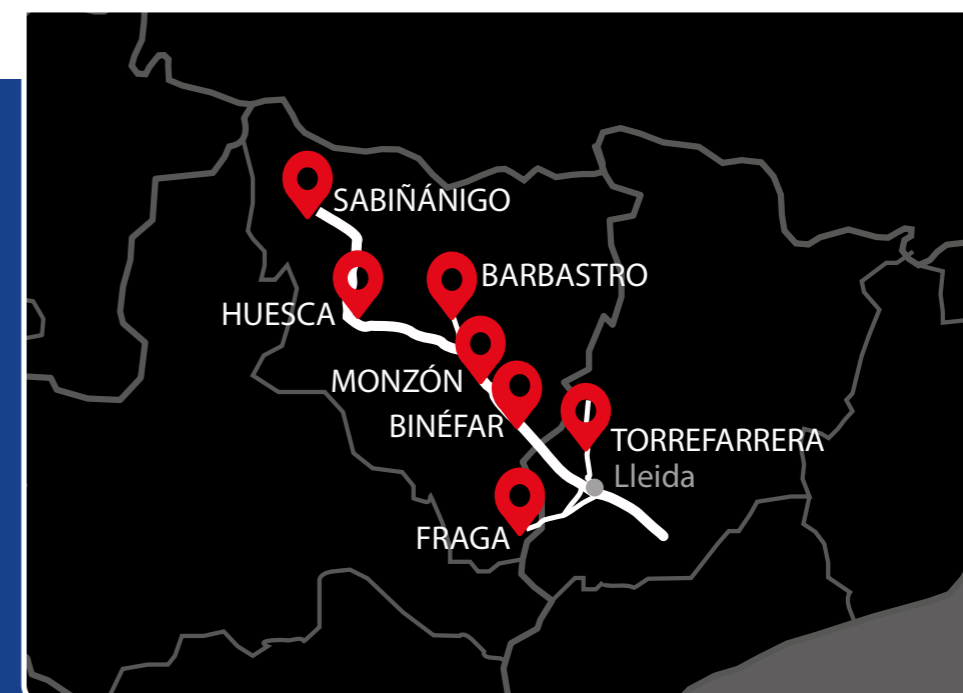 SABIÑÁNIGO
BARBASTRO
HUESCA
MONZÓN
BINÉFAR
TORREFARRERA
Lleida
FRAGA